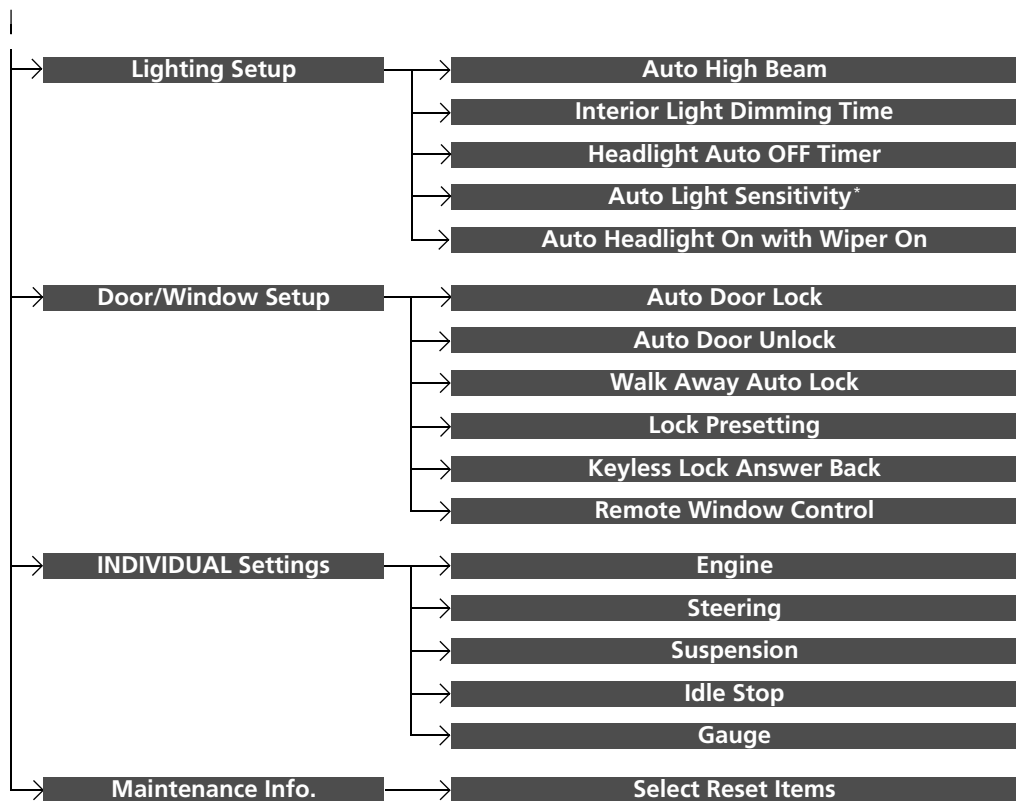 Lighting Setup
Auto High Beam
Interior Light Dimming Time
Headlight Auto OFF Timer
Auto Light Sensitivity*
Auto Headlight On with Wiper On
Door/Window Setup
Auto Door Lock
Auto Door Unlock
Walk Away Auto Lock
Lock Presetting
Keyless Lock Answer Back
Remote Window Control
INDIVIDUAL Settings
Engine
Steering
Suspension
Idle Stop
Gauge
Maintenance Info.
Select Reset Items